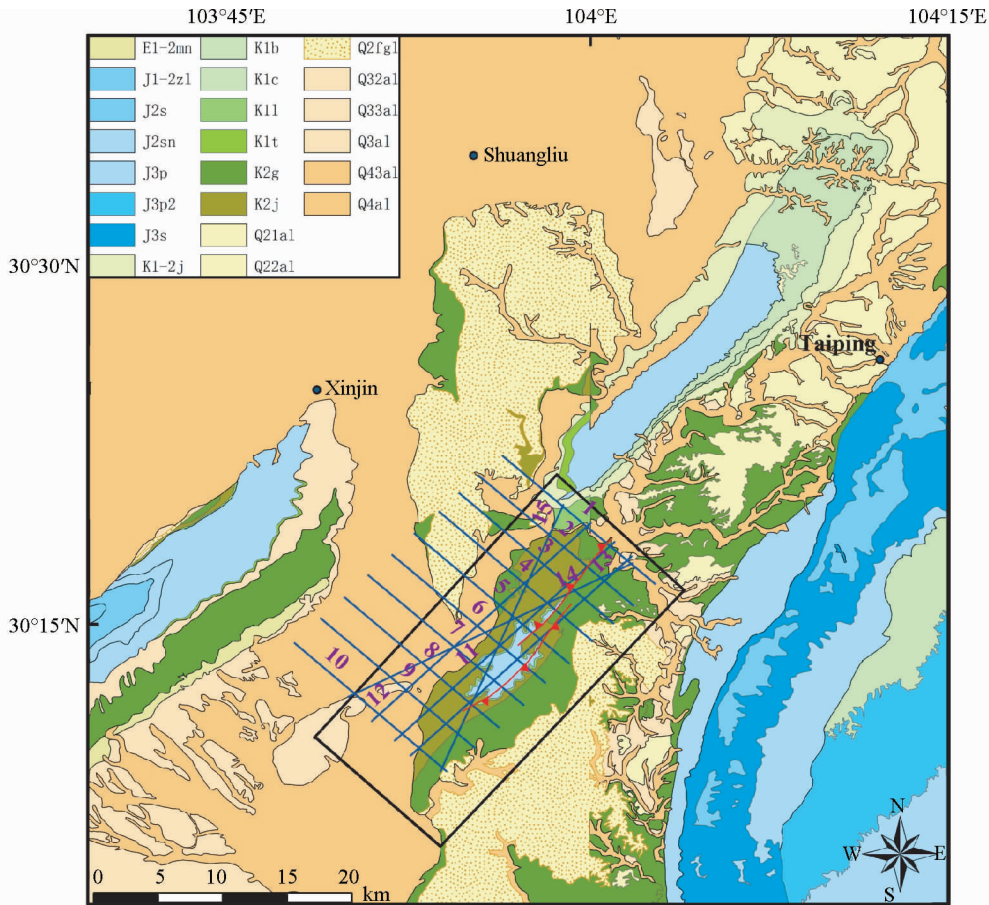 103°45′E 104°E 104°15′E
E1-2mn K1b Q2fgl
J1-2zl K1c Q32al
J2s K1l Q33al
J2sn K1t Q3al
J3p K2g Q43al
J3p2 K2j Q4al
J3s Q21al
K1-2j Q22al
Shuangliu
30°30′N
Taiping
Xinjin
1
2
3
4
14
5
6
30°15′N
7
8
11
10
9
12
N
W E
S
0 5 10 15 20
km